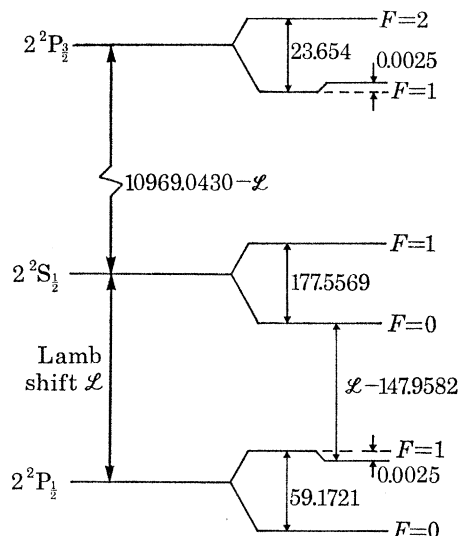 F=2
2 ²P₃⁄₂
23.654
0.0025
F=1
10969.0430−ℒ
F=1
2 ²S₁⁄₂
177.5569
F=0
Lamb
shift ℒ
ℒ−147.9582
F=1
2 ²P₁⁄₂
59.1721
0.0025
F=0